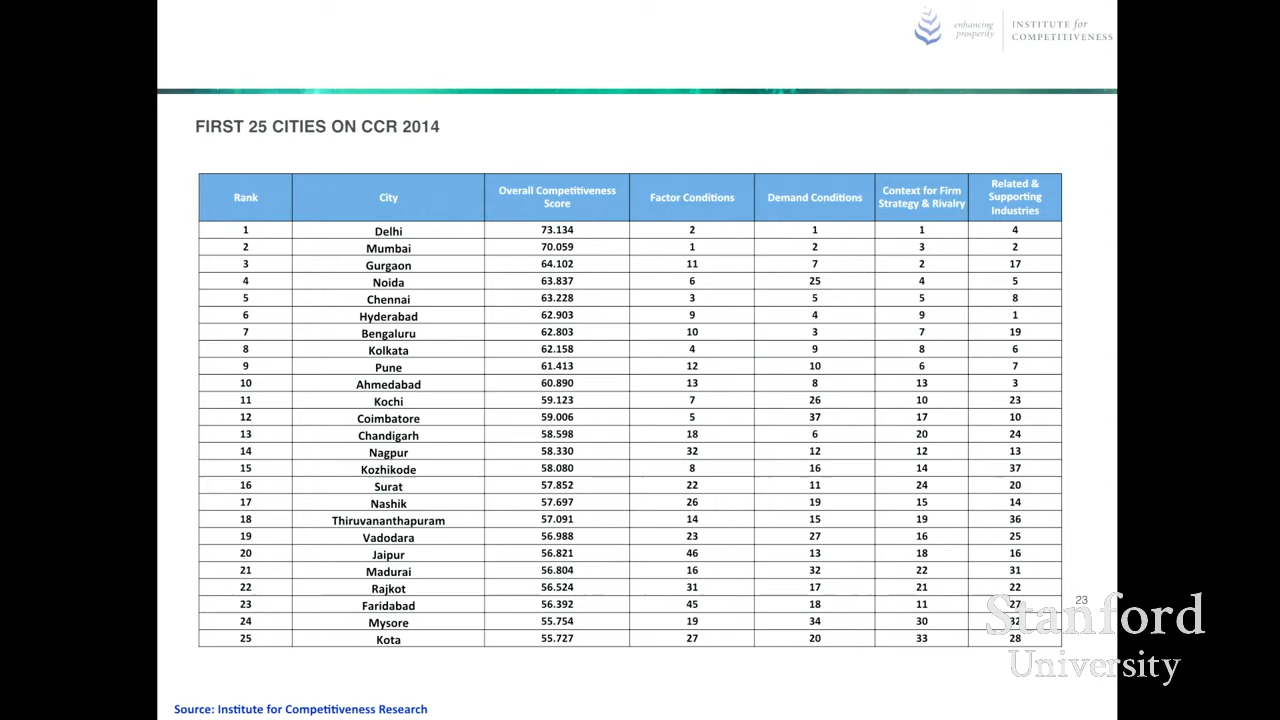 enhancing prosperity
INSTITUTE for COMPETITIVENESS
FIRST 25 CITIES ON CCR 2014
Rank City Overall Competitiveness Score Factor Conditions Demand Conditions Context for Firm Strategy & Rivalry Related & Supporting Industries
1 Delhi 73.134 2 1 1 4
2 Mumbai 70.059 1 2 3 2
3 Gurgaon 64.102 11 7 2 17
4 Noida 63.837 6 25 4 5
5 Chennai 63.228 3 5 5 8
6 Hyderabad 62.903 9 4 9 1
7 Bengaluru 62.803 10 3 7 19
8 Kolkata 62.158 4 9 8 6
9 Pune 61.413 12 10 6 7
10 Ahmedabad 60.890 13 8 13 3
11 Kochi 59.123 7 26 10 23
12 Coimbatore 59.006 5 37 17 10
13 Chandigarh 58.598 18 6 20 24
14 Nagpur 58.330 32 12 12 13
15 Kozhikode 58.080 8 16 14 37
16 Surat 57.852 22 11 24 20
17 Nashik 57.697 26 19 15 14
18 Thiruvananthapuram 57.091 14 15 19 36
19 Vadodara 56.988 23 27 16 25
20 Jaipur 56.821 46 13 18 16
21 Madurai 56.804 16 32 22 31
22 Rajkot 56.524 31 17 21 22
23 Faridabad 56.392 45 18 11 27
24 Mysore 55.754 19 34 30 32
25 Kota 55.727 27 20 33 28
23
Stanford
University
Source: Institute for Competitiveness Research